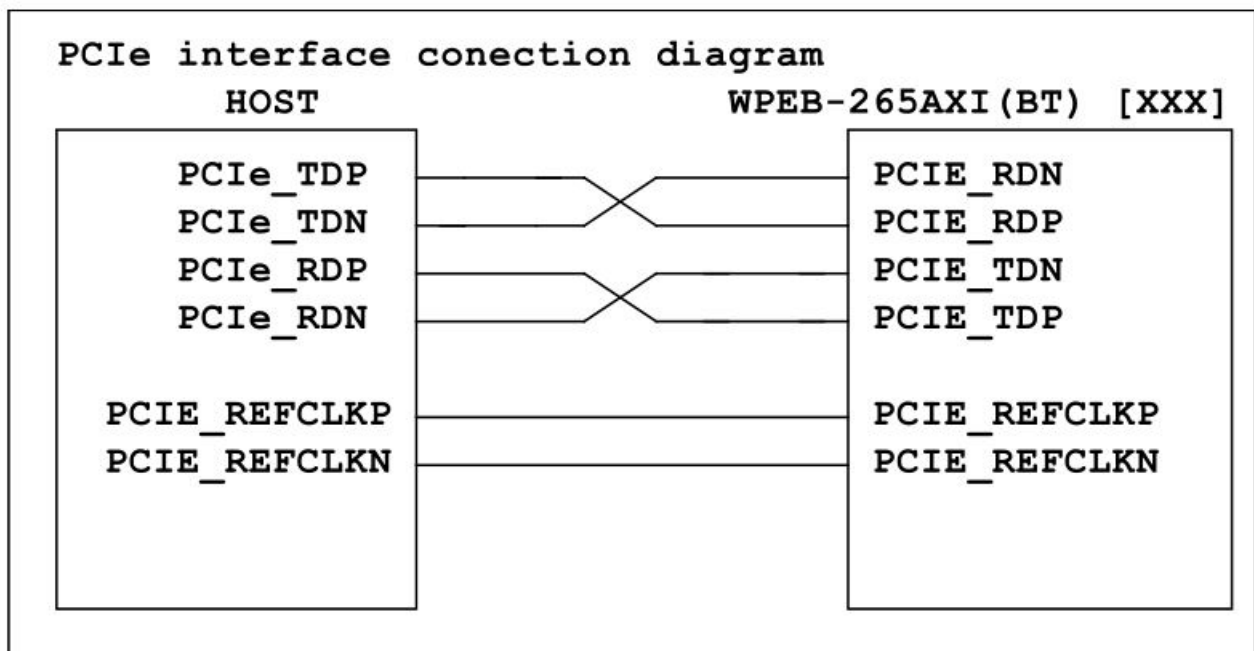 PCIe interface conection diagram
HOST WPEB-265AXI(BT) [XXX]
PCIe_TDP PCIE_RDN
PCIe_TDN PCIE_RDP
PCIe_RDP PCIE_TDN
PCIe_RDN PCIE_TDP
PCIE_REFCLKP PCIE_REFCLKP
PCIE_REFCLKN PCIE_REFCLKN